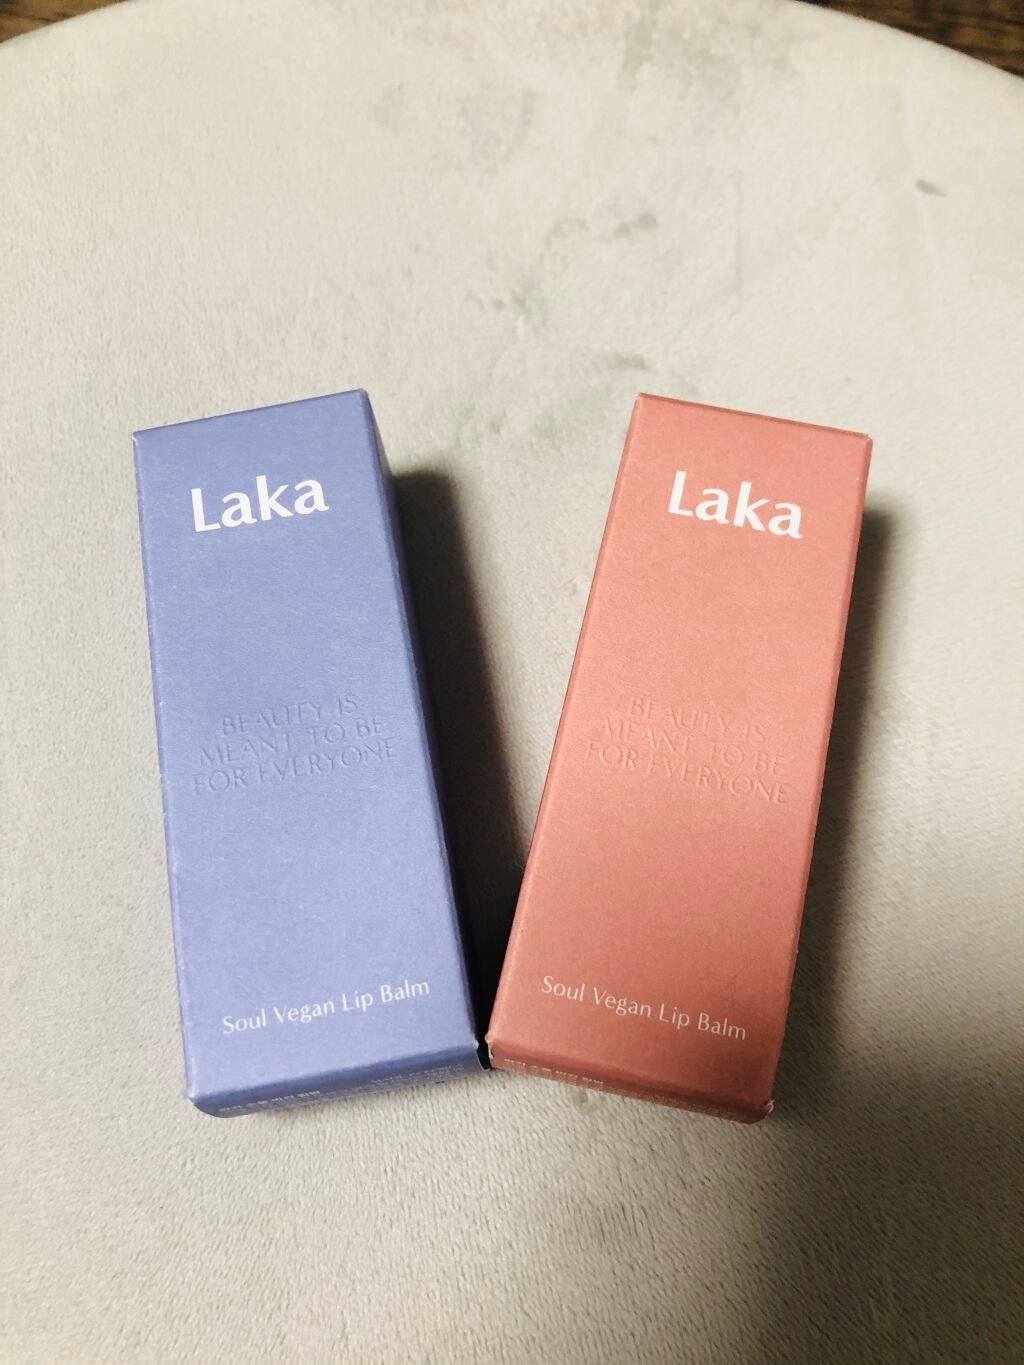 Laka
BEAUTY IS
MEANT TO BE
FOR EVERYONE
Soul Vegan Lip Balm
Laka
BEAUTY IS
MEANT TO BE
FOR EVERYONE
Soul Vegan Lip Balm